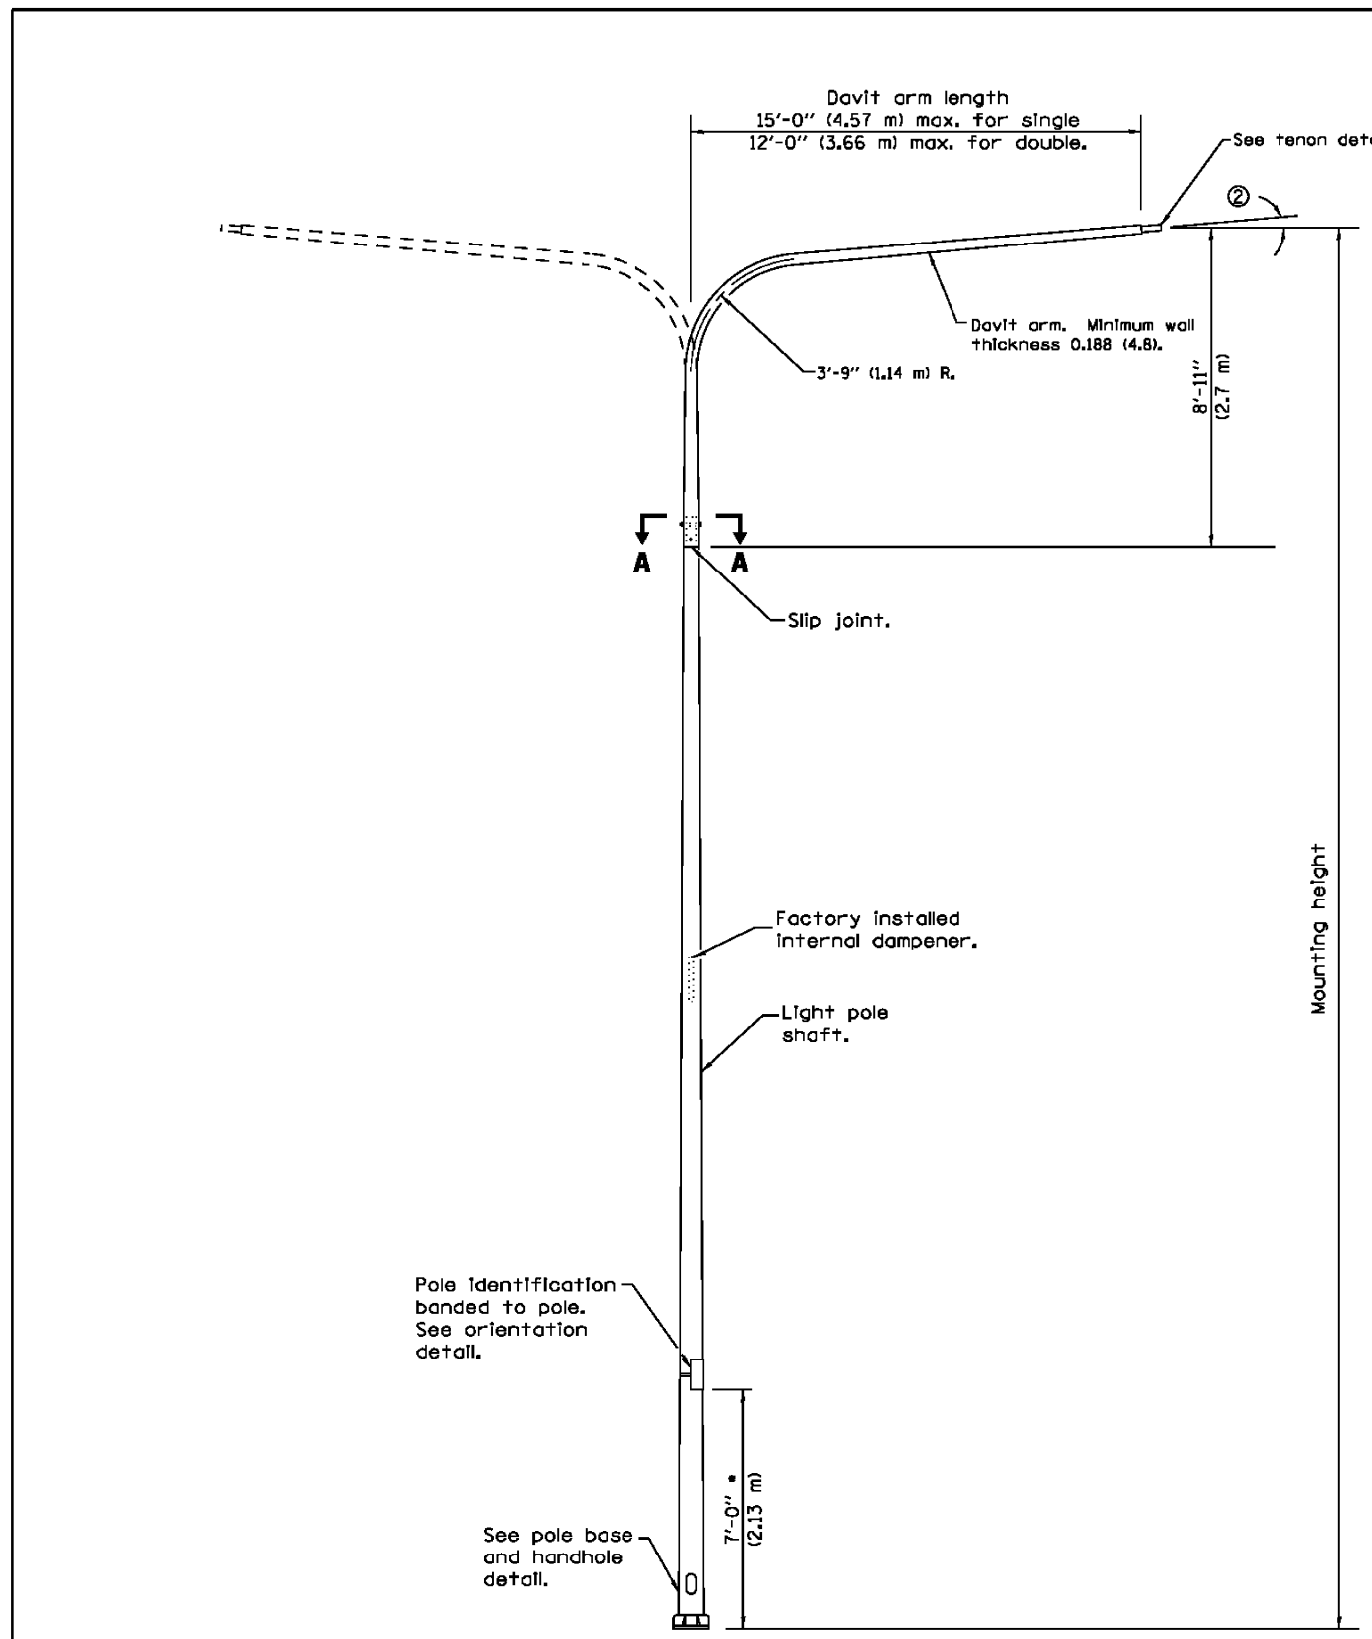 Davit arm length
15'-0" (4.57 m) max. for single
12'-0" (3.66 m) max. for double.
See tenon deta
②
Davit arm. Minimum wall
thickness 0.188 (4.8).
3'-9" (1.14 m) R.
8'-11"
(2.7 m)
A A
Slip joint.
Mounting height
Factory installed
internal dampener.
Light pole
shaft.
Pole identification
banded to pole.
See orientation
detail.
7'-0" *
(2.13 m)
See pole base
and handhole
detail.